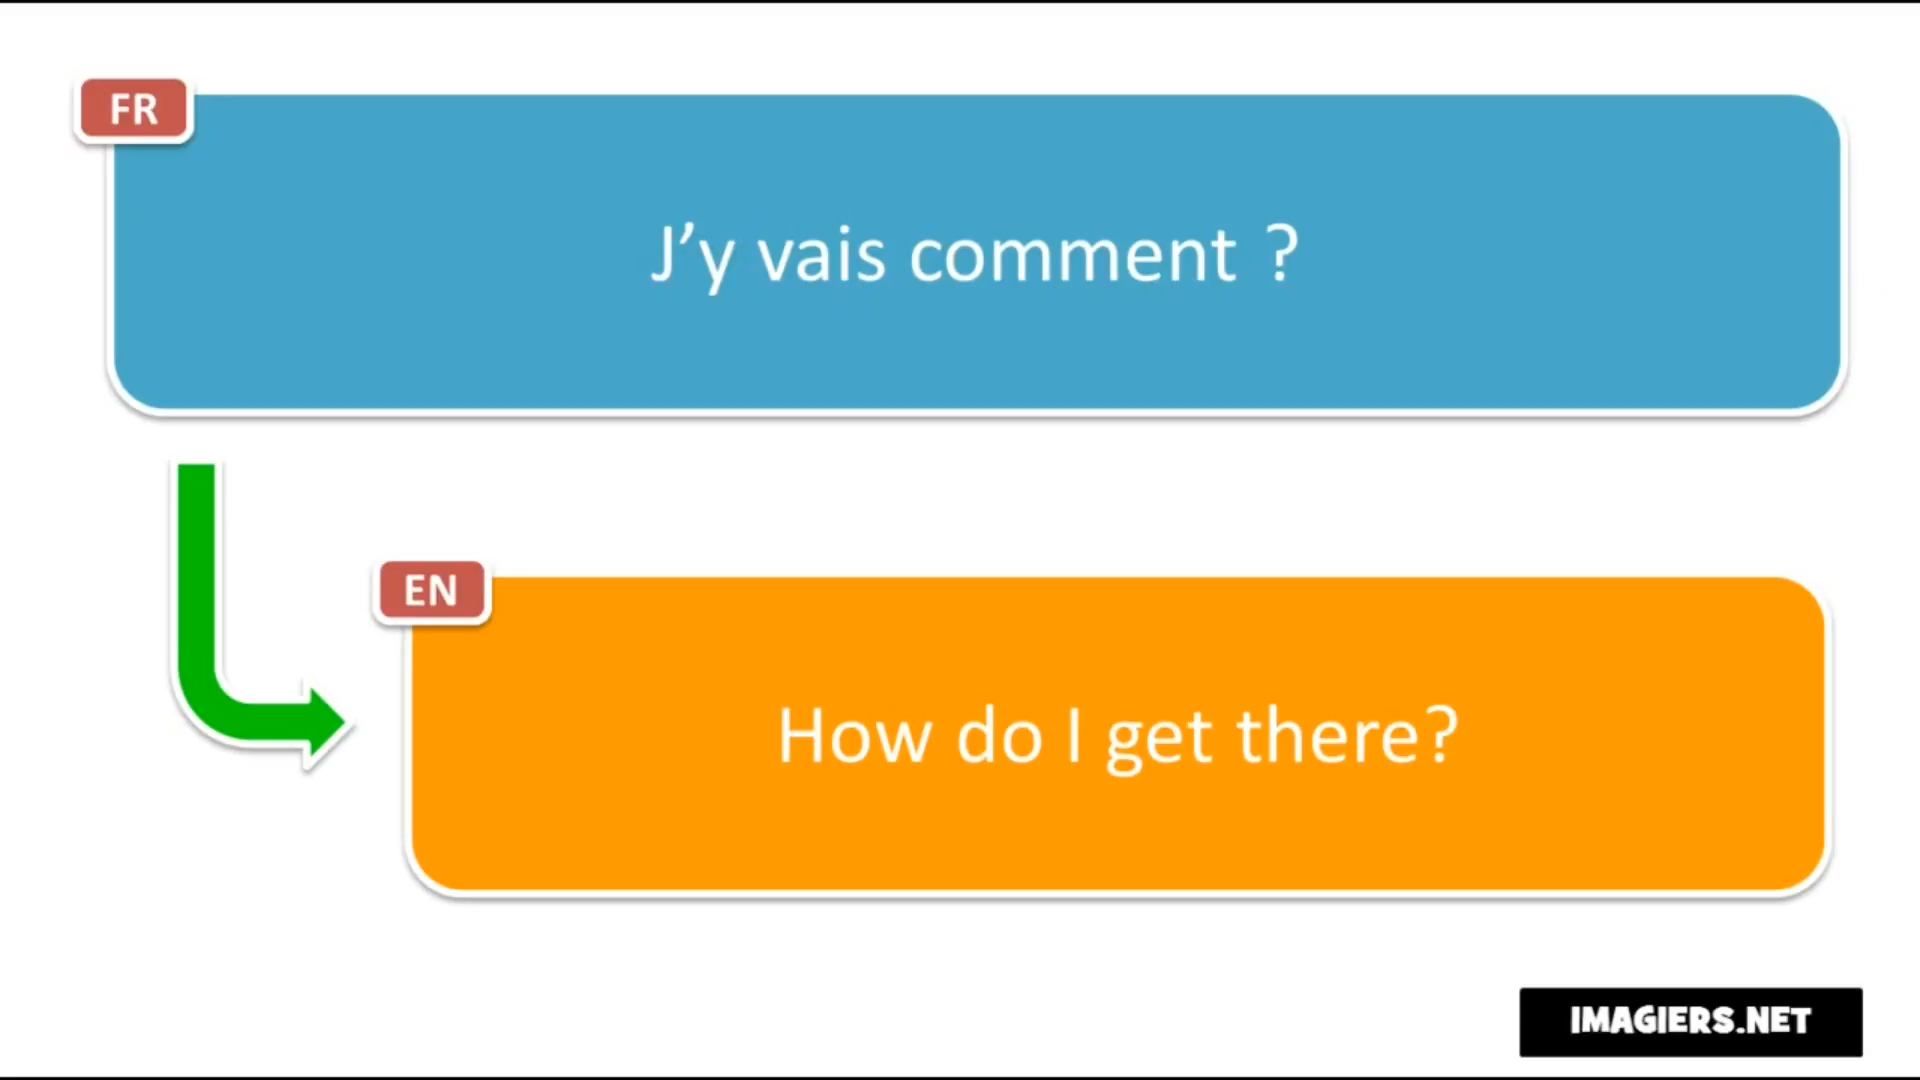 FR
J’y vais comment ?
EN
How do I get there?
IMAGIERS.NET